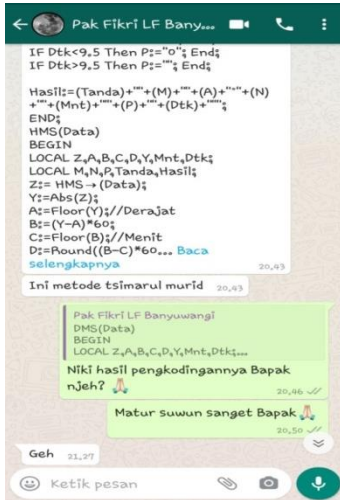 Pak Fikri LF Bany...
IF Dtk<9.5 Then P:="0"; End;
IF Dtk>9.5 Then P:=""; End;
Hasil:=(Tanda)+""+(M)+""+(A)+"°"+(N)
+""+(Mnt)+""+(P)+""+(Dtk)+"";
END;
HMS(Data)
BEGIN
LOCAL Z,A,B,C,D,Y,Mnt,Dtk;
LOCAL M,N,P,Tanda,Hasil;
Z:= HMS→(Data);
Y:=Abs(Z);
A:=Floor(Y);//Derajat
B:=(Y-A)*60;
C:=Floor(B);//Menit
D:=Round((B-C)*60... Baca
selengkapnya
20,43
Ini metode tsimarul murid 20,43
Pak Fikri LF Banyuwangi
DMS(Data)
BEGIN
LOCAL Z,A,B,C,D,Y,Mnt,Dtk;...
Niki hasil pengkodingannya Bapak
njeh? 🙏
20,46
Matur suwun sanget Bapak 🙏
20,50
Geh 21,27
Ketik pesan